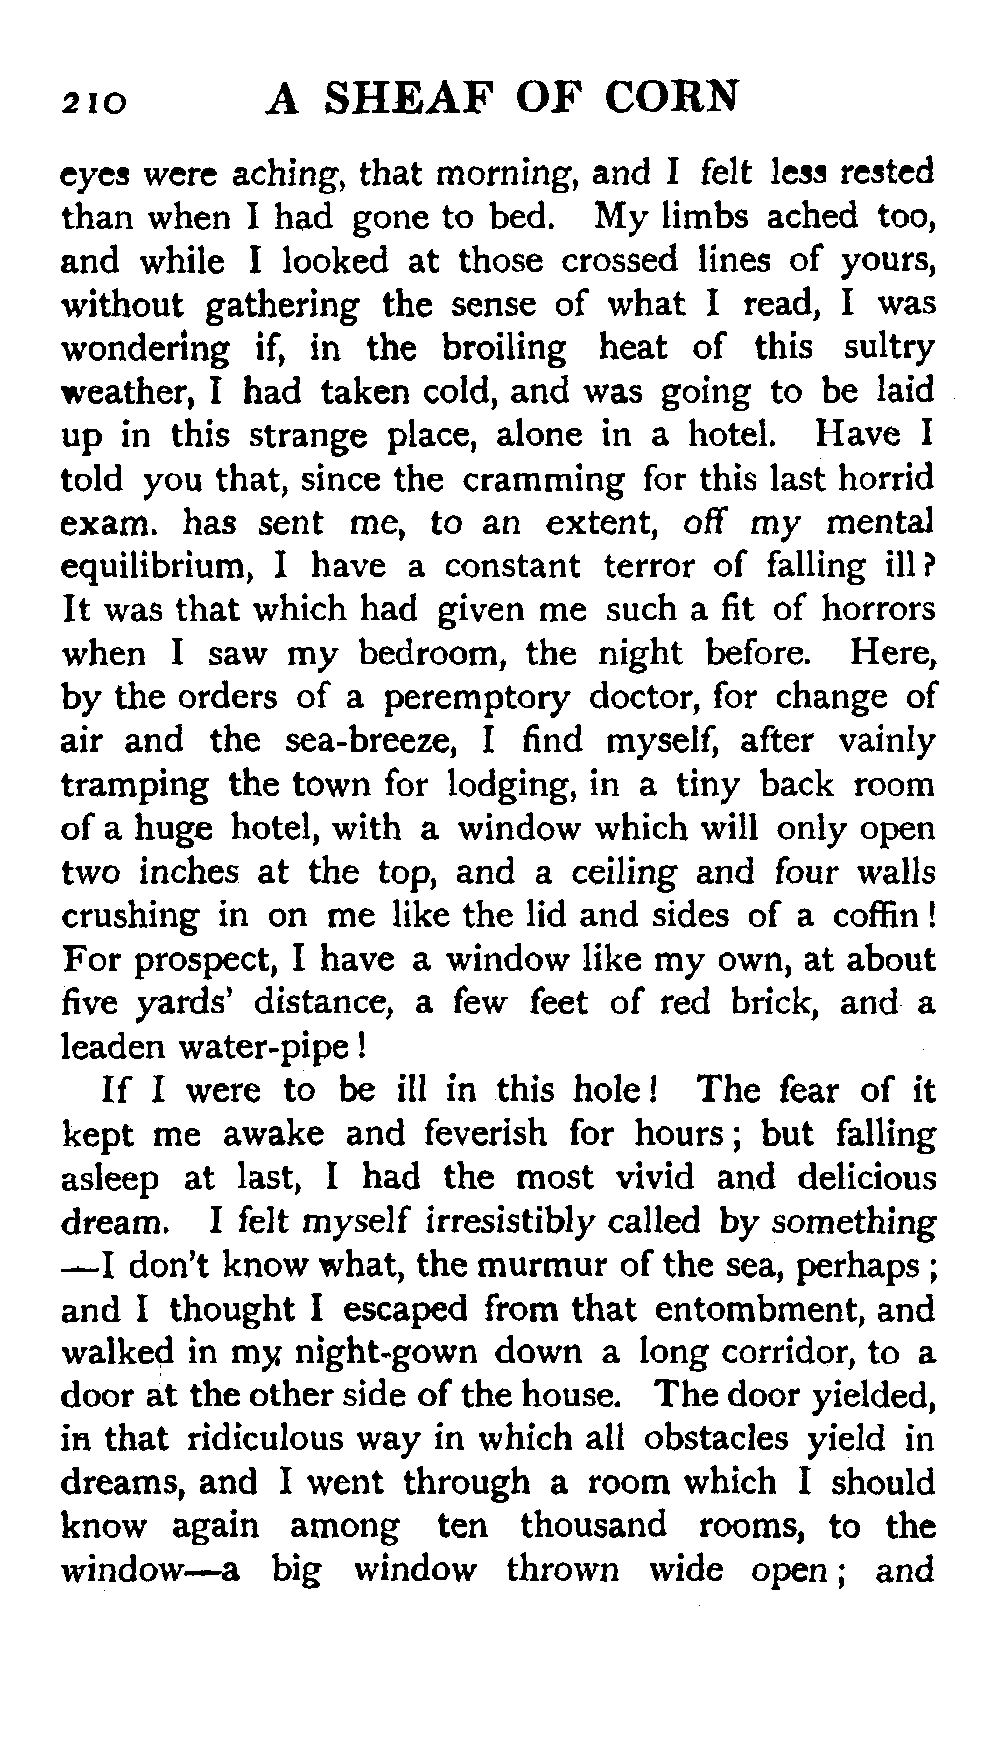 210 A SHEAF OF CORN
eyes were aching, that morning, and I felt less rested
than when I had gone to bed. My limbs ached too,
and while I looked at those crossed lines of yours,
without gathering the sense of what I read, I was
wondering if, in the broiling heat of this sultry
weather, I had taken cold, and was going to be laid
up in this strange place, alone in a hotel. Have I
told you that, since the cramming for this last horrid
exam. has sent me, to an extent, off my mental
equilibrium, I have a constant terror of falling ill?
It was that which had given me such a fit of horrors
when I saw my bedroom, the night before. Here,
by the orders of a peremptory doctor, for change of
air and the sea-breeze, I find myself, after vainly
tramping the town for lodging, in a tiny back room
of a huge hotel, with a window which will only open
two inches at the top, and a ceiling and four walls
crushing in on me like the lid and sides of a coffin!
For prospect, I have a window like my own, at about
five yards' distance, a few feet of red brick, and a
leaden water-pipe!
If I were to be ill in this hole! The fear of it
kept me awake and feverish for hours; but falling
asleep at last, I had the most vivid and delicious
dream. I felt myself irresistibly called by something
—I don't know what, the murmur of the sea, perhaps;
and I thought I escaped from that entombment, and
walked in my night-gown down a long corridor, to a
door at the other side of the house. The door yielded,
in that ridiculous way in which all obstacles yield in
dreams, and I went through a room which I should
know again among ten thousand rooms, to the
window—a big window thrown wide open; and